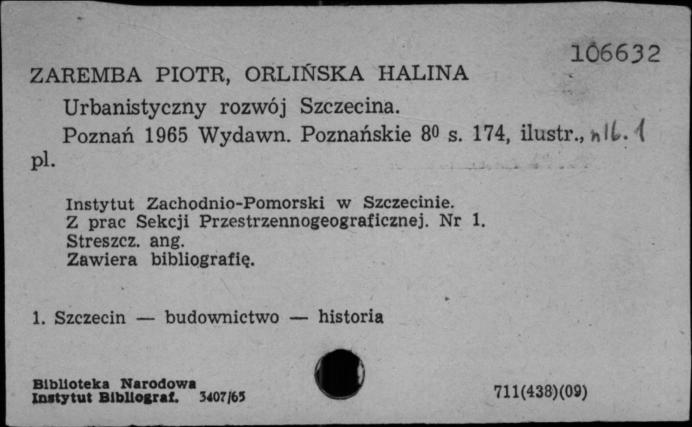 106632
ZAREMBA PIOTR, ORLIŃSKA HALINA
Urbanistyczny rozwój Szczecina.
Poznań 1965 Wydawn. Poznańskie 8⁰ s. 174, ilustr., nlb. 1
pl.
Instytut Zachodnio-Pomorski w Szczecinie.
Z prac Sekcji Przestrzennogeograficznej. Nr 1.
Streszcz. ang.
Zawiera bibliografię.
1. Szczecin — budownictwo — historia
Biblioteka Narodowa
Instytut Bibliograf. 3407/65
711(438)(09)